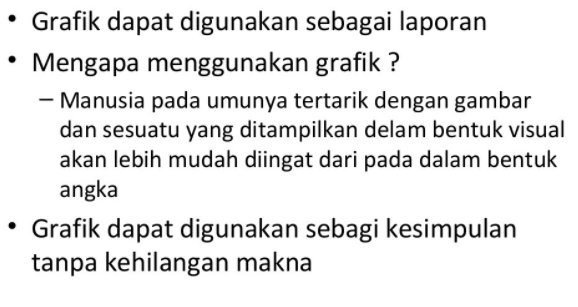 • Grafik dapat digunakan sebagai laporan
• Mengapa menggunakan grafik ?
– Manusia pada umunya tertarik dengan gambar
dan sesuatu yang ditampilkan delam bentuk visual
akan lebih mudah diingat dari pada dalam bentuk
angka
• Grafik dapat digunakan sebagi kesimpulan
tanpa kehilangan makna